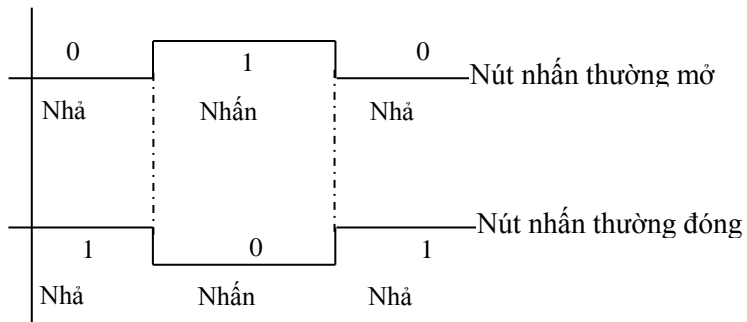 0 1 0
Nút nhấn thường mở
Nhả Nhấn Nhả
Nút nhấn thường đóng
1 0 1
Nhả Nhấn Nhả